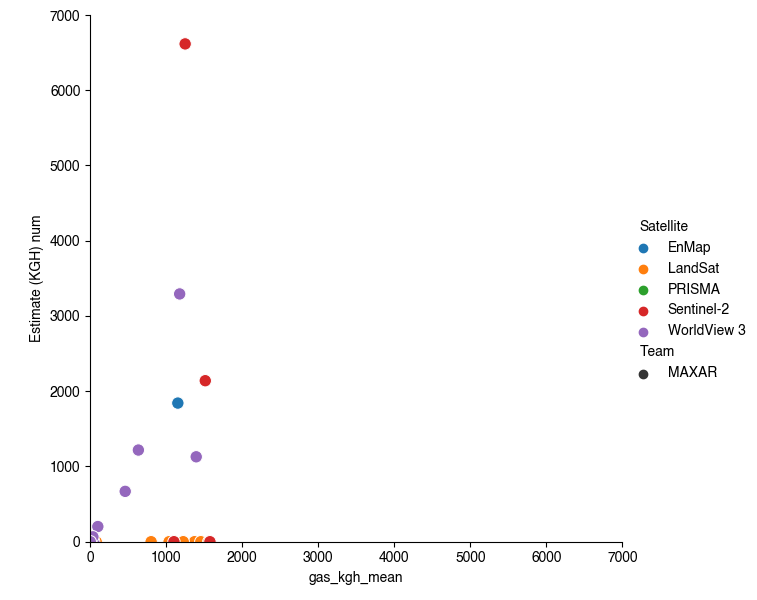 7000
6000
5000
4000
3000
2000
1000
0
Estimate (KGH) num
0 1000 2000 3000 4000 5000 6000 7000
gas_kgh_mean
Satellite
EnMap
LandSat
PRISMA
Sentinel-2
WorldView 3
Team
MAXAR